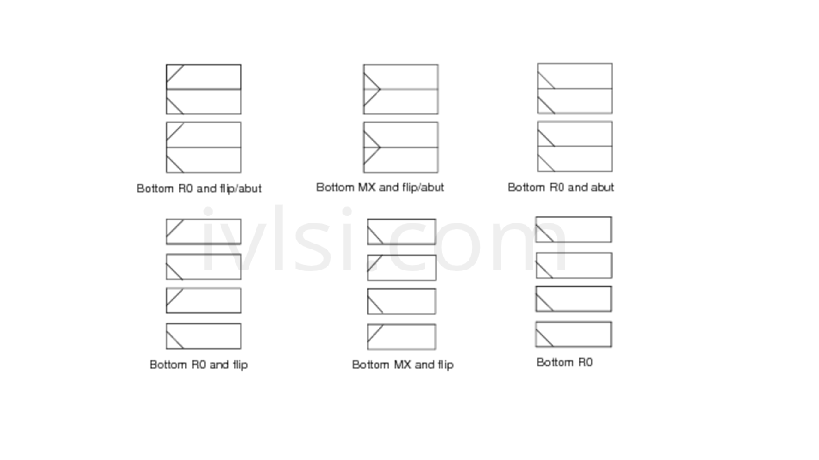 Bottom R0 and flip/abut
Bottom MX and flip/abut
Bottom R0 and abut
ivlsi.com
Bottom R0 and flip
Bottom MX and flip
Bottom R0